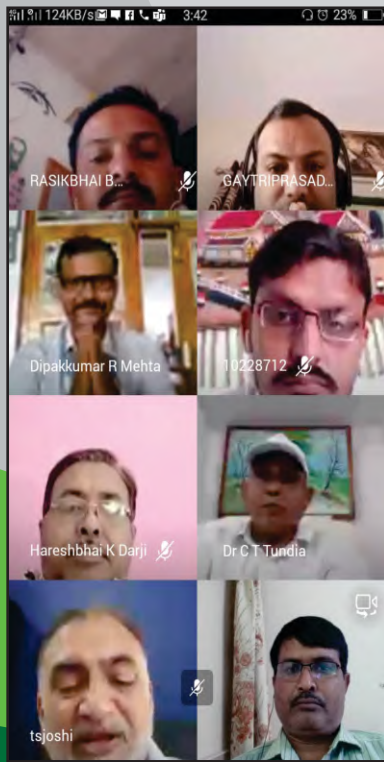 124KB/s 3:42 23%
RASIKBHAI B...
GAYTRIPRASAD...
Dipakkumar R Mehta
10228712
Hareshbhai K Darji
Dr C T Tundia
tsjoshi